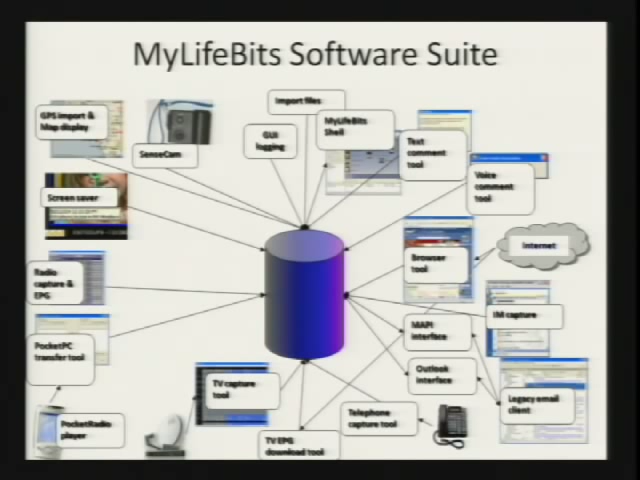 MyLifeBits Software Suite
Import files
GPS import &
Map display
SenseCam
GUI
logging
MyLifeBits
Shell
Text
comment
tool
Voice
comment
tool
Screen saver
Browser
tool
Internet
Radio
capture &
EPG
IM capture
MAPI
interface
PocketPC
transfer tool
Outlook
interface
TV capture
tool
Legacy email
client
PocketRadio
player
Telephone
capture tool
TV EPG
download tool